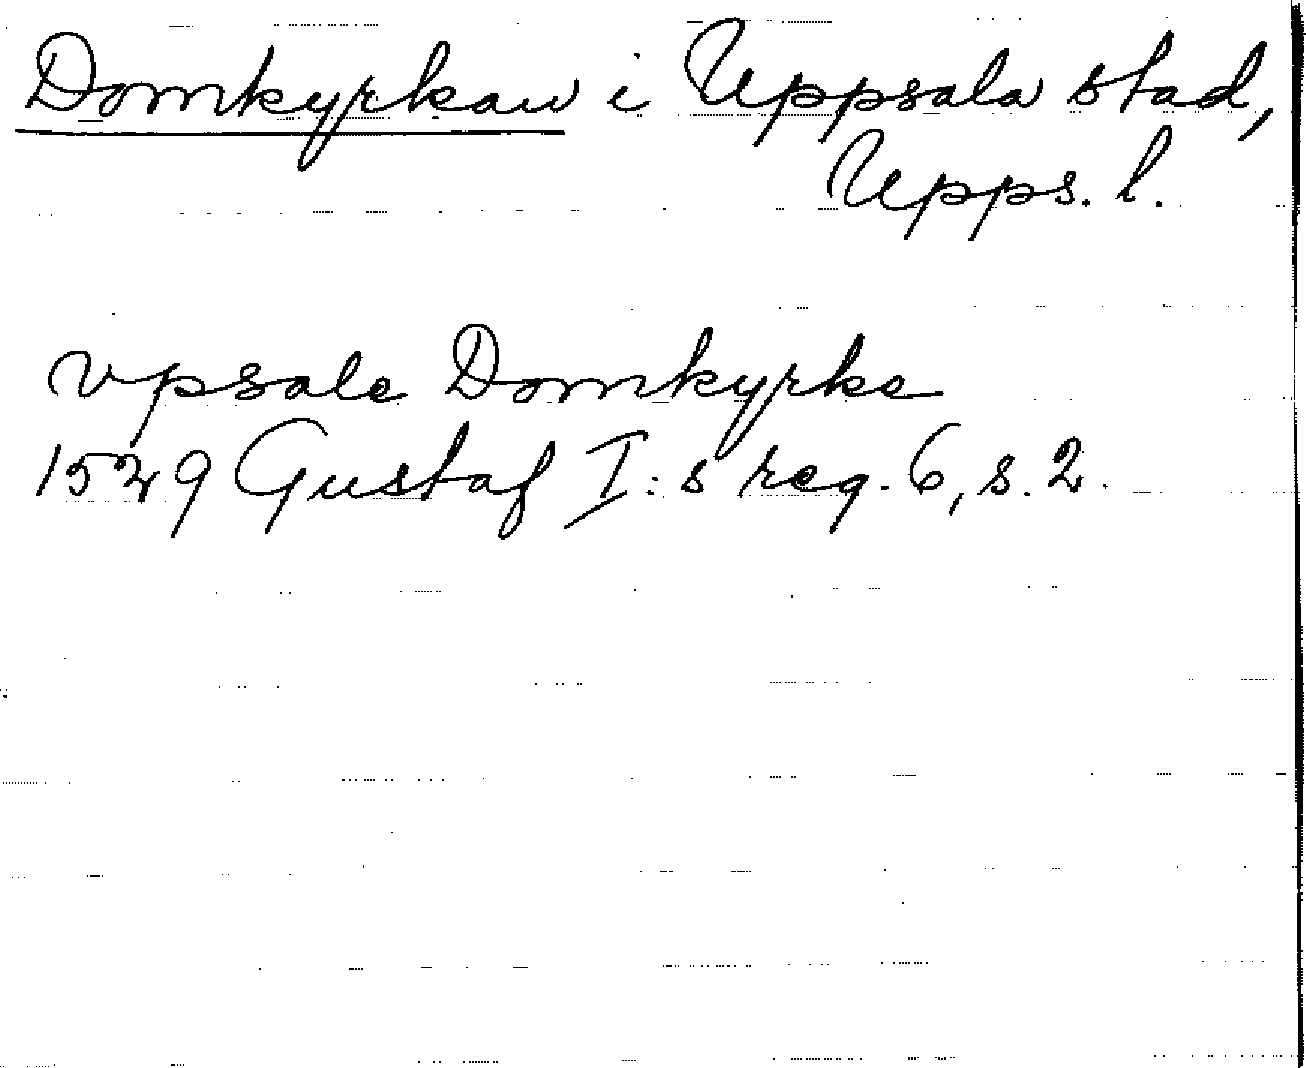 Domkyrkan i Uppsala stad,
Upps. l.
vpsale Domkyrke
1529 Gustaf I:s reg. 6, s. 2.